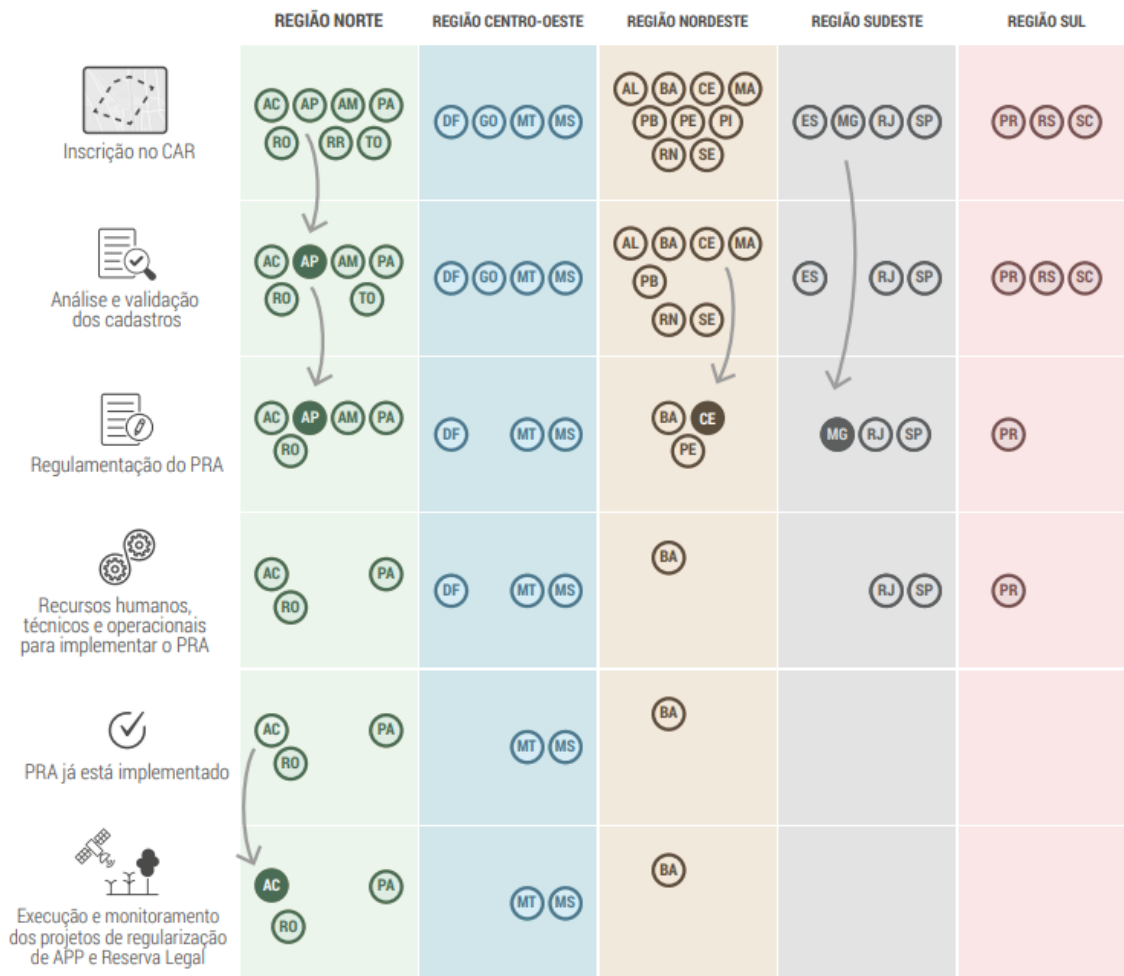 REGIÃO NORTE REGIÃO CENTRO-OESTE REGIÃO NORDESTE REGIÃO SUDESTE REGIÃO SUL
Inscrição no CAR
AC AP AM PA
RO RR TO
DF GO MT MS
AL BA CE MA
PB PE PI
RN SE
ES MG RJ SP
PR RS SC
Análise e validação
dos cadastros
AC AP AM PA
RO TO
DF GO MT MS
AL BA CE MA
PB
RN SE
ES RJ SP
PR RS SC
Regulamentação do PRA
AC AP AM PA
RO
DF MT MS
BA CE
PE
MG RJ SP
PR
Recursos humanos,
técnicos e operacionais
para implementar o PRA
AC PA
RO
DF MT MS
BA
RJ SP
PR
PRA já está implementado
AC PA
RO
MT MS
BA
Execução e monitoramento
dos projetos de regularização
de APP e Reserva Legal
AC PA
RO
MT MS
BA